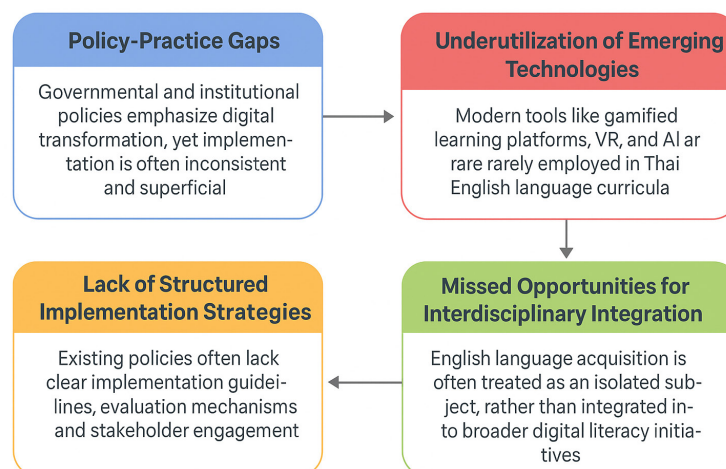 Policy-Practice Gaps
Governmental and institutional
policies emphasize digital
transformation, yet implemen-
tation is often inconsistent
and superficial
Underutilization of Emerging
Technologies
Modern tools like gamified
learning platforms, VR, and AI ar
rare rarely employed in Thai
English language curricula
Missed Opportunities for
Interdisciplinary Integration
English language acquisition is
often treated as an isolated sub-
ject, rather than integrated in-
to broader digital literacy initia-
tives
Lack of Structured
Implementation Strategies
Existing policies often lack
clear implementation guidei-
lines, evaluation mechanisms
and stakeholder engagement